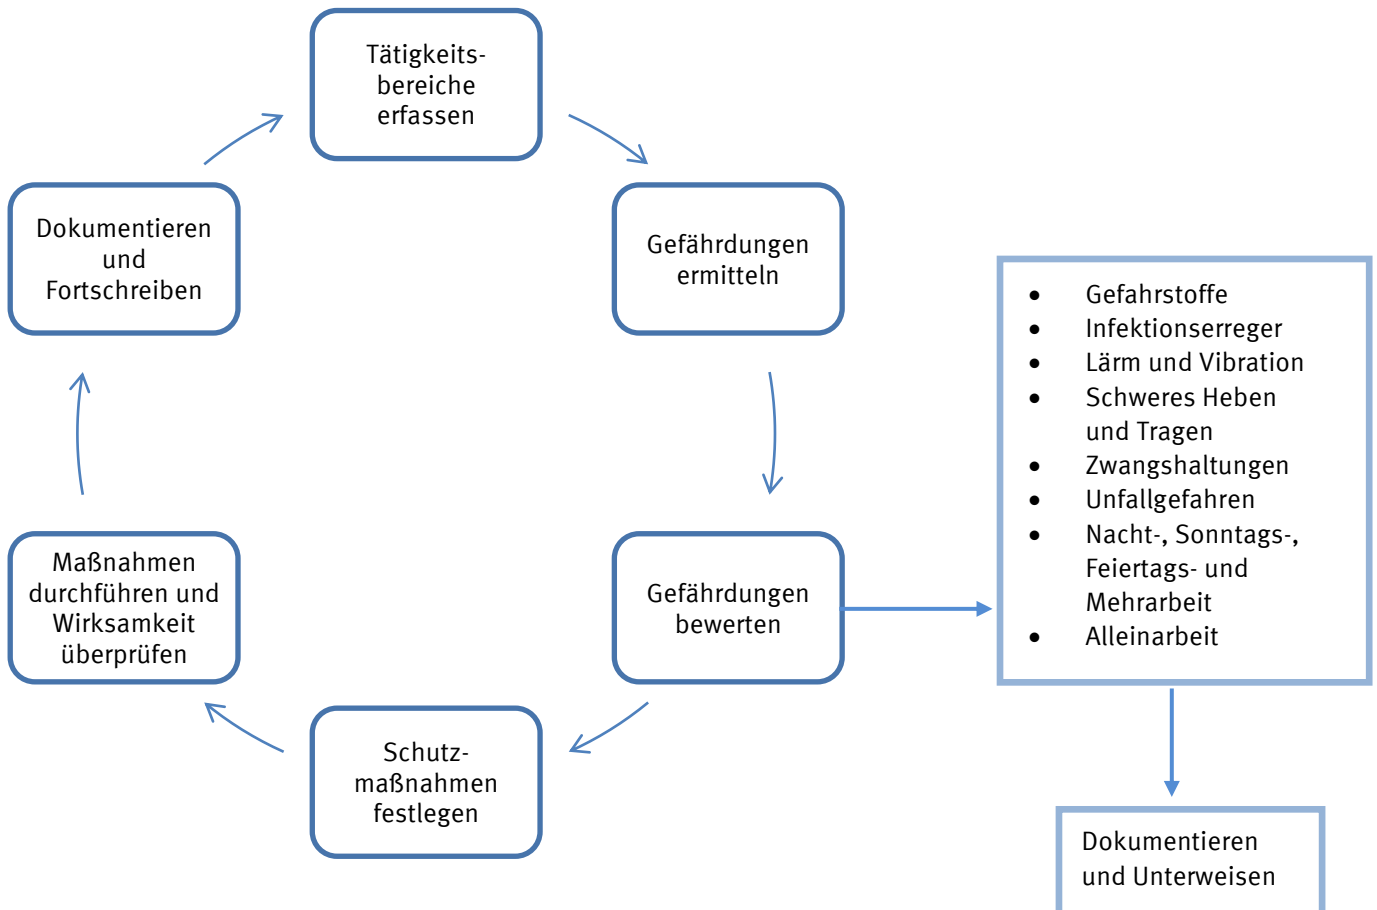 Tätigkeits-
bereiche
erfassen
Gefährdungen
ermitteln
Gefährdungen
bewerten
Schutz-
maßnahmen
festlegen
Maßnahmen
durchführen und
Wirksamkeit
überprüfen
Dokumentieren
und
Fortschreiben
• Gefahrstoffe
• Infektionserreger
• Lärm und Vibration
• Schweres Heben
und Tragen
• Zwangshaltungen
• Unfallgefahren
• Nacht-, Sonntags-,
Feiertags- und
Mehrarbeit
• Alleinarbeit
Dokumentieren
und Unterweisen